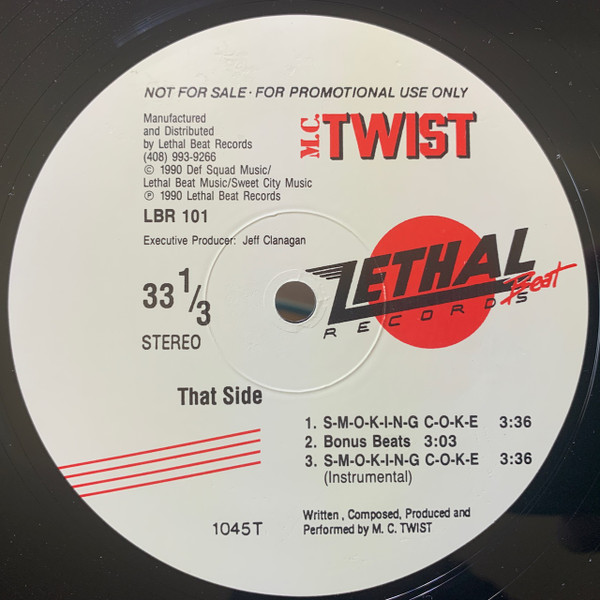 NOT FOR SALE · FOR PROMOTIONAL USE ONLY
Manufactured
and Distributed
by Lethal Beat Records
(408) 993-9266
© 1990 Def Squad Music/
Lethal Beat Music/Sweet City Music
℗ 1990 Lethal Beat Records
LBR 101
Executive Producer: Jeff Clanagan
M.C. TWIST
LETHAL
Beat
RECORDS
33 1/3
STEREO
That Side
1. S-M-O-K-I-N-G C-O-K-E 3:36
2. Bonus Beats 3:03
3. S-M-O-K-I-N-G C-O-K-E 3:36
(Instrumental)
Written , Composed, Produced and
Performed by M. C. TWIST
1045T